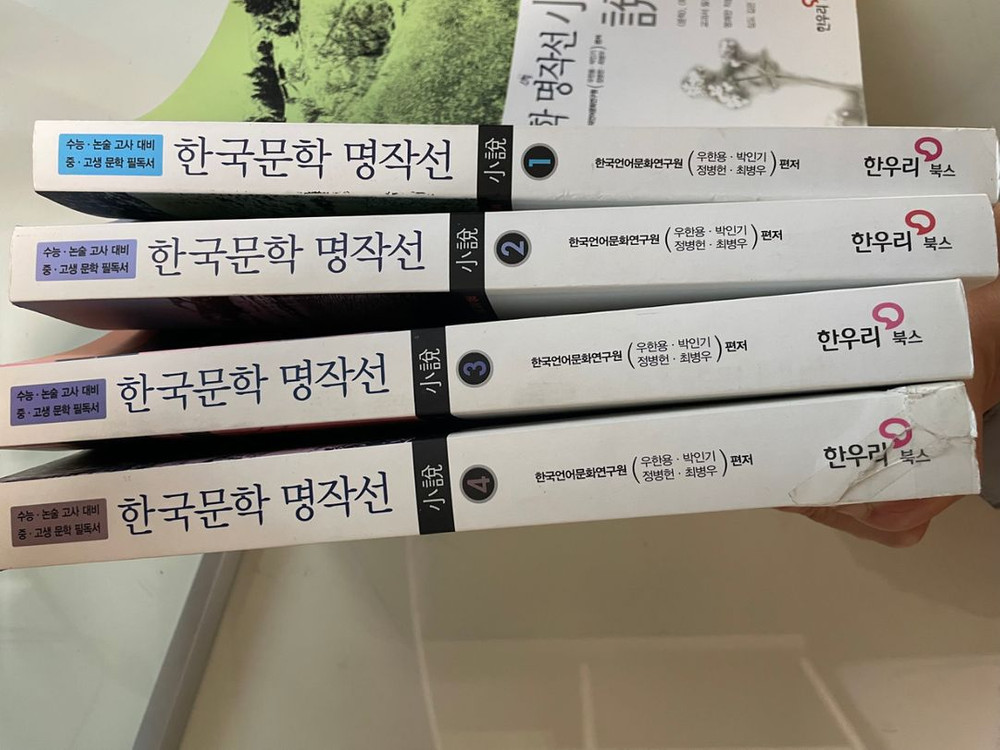 한우리
학 명작선 小
說
수능·논술 고사 대비
중·고생 문학 필독서
한국문학 명작선
小說
1
한국언어문화연구원
우한용·박인기
정병헌·최병우
편저
한우리 북스
수능·논술 고사 대비
중·고생 문학 필독서
한국문학 명작선
小說
2
한국언어문화연구원
우한용·박인기
정병헌·최병우
편저
한우리 북스
수능·논술 고사 대비
중·고생 문학 필독서
한국문학 명작선
小說
3
한국언어문화연구원
우한용·박인기
정병헌·최병우
편저
한우리 북스
수능·논술 고사 대비
중·고생 문학 필독서
한국문학 명작선
小說
4
한국언어문화연구원
우한용·박인기
정병헌·최병우
편저
한우리 북스